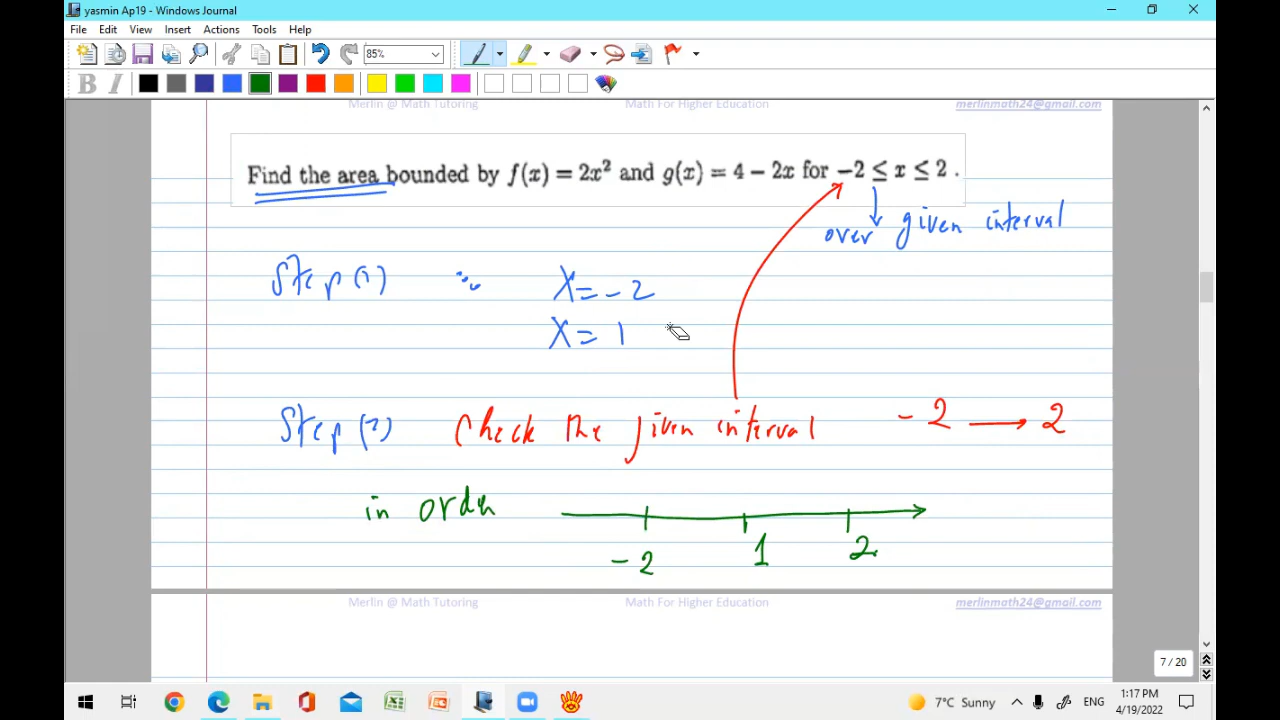 yasmin Ap19 - Windows Journal
File Edit View Insert Actions Tools Help
85%
B I
Merlin @ Math Tutoring Math For Higher Education merlinmath24@gmail.com
Find the area bounded by f(x) = 2x² and g(x) = 4 − 2x for −2 ≤ x ≤ 2 .
over given interval
Step (1) X = - 2
X = 1
Step (2) Check the given interval - 2 → 2
in order
- 2 1 2
Merlin @ Math Tutoring Math For Higher Education merlinmath24@gmail.com
7 / 20
7°C Sunny ENG 1:17 PM
4/19/2022